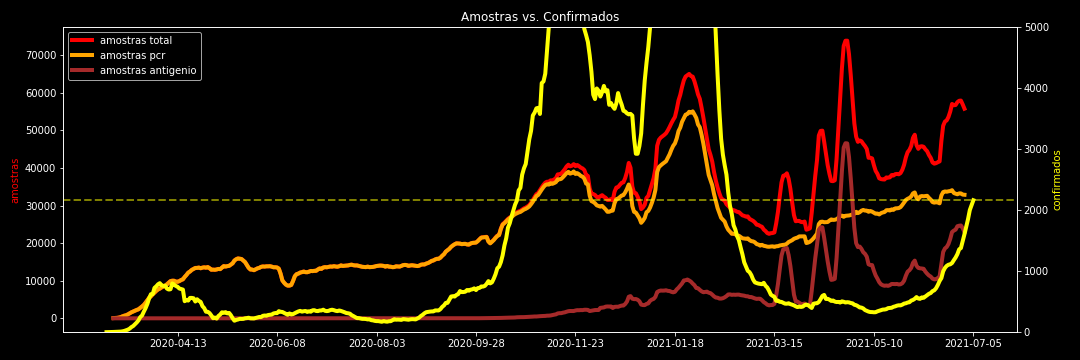 Amostras vs. Confirmados
amostras total
amostras pcr
amostras antigenio
70000
60000
50000
40000
30000
20000
10000
0
amostras
5000
4000
3000
2000
1000
0
confirmados
2020-04-13 2020-06-08 2020-08-03 2020-09-28 2020-11-23 2021-01-18 2021-03-15 2021-05-10 2021-07-05